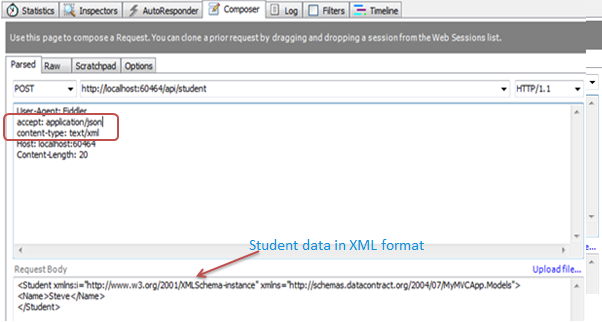 Statistics Inspectors AutoResponder Composer Log Filters Timeline
Use this page to compose a Request. You can clone a prior request by dragging and dropping a session from the Web Sessions list.
Parsed Raw Scratchpad Options
POST http://localhost:60464/api/student HTTP/1.1
User-Agent: Fiddler
accept: application/json
content-type: text/xml
Host: localhost:60464
Content-Length: 20
Student data in XML format
Request Body Upload file...
<Student xmlns:i="http://www.w3.org/2001/XMLSchema-instance" xmlns="http://schemas.datacontract.org/2004/07/MyMVCApp.Models">
<Name>Steve</Name>
</Student>